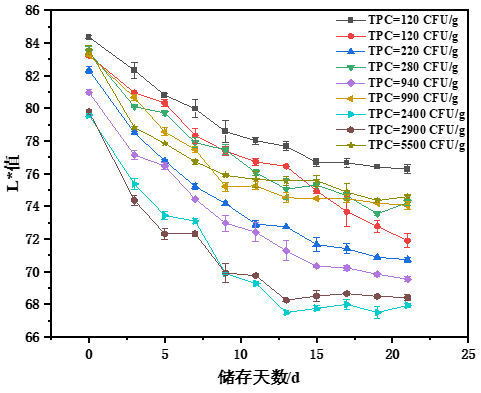 86
84
82
80
78
76
74
72
70
68
66
L*值
TPC=120 CFU/g
TPC=120 CFU/g
TPC=220 CFU/g
TPC=280 CFU/g
TPC=940 CFU/g
TPC=990 CFU/g
TPC=2400 CFU/g
TPC=2900 CFU/g
TPC=5500 CFU/g
0 5 10 15 20 25
储存天数/d